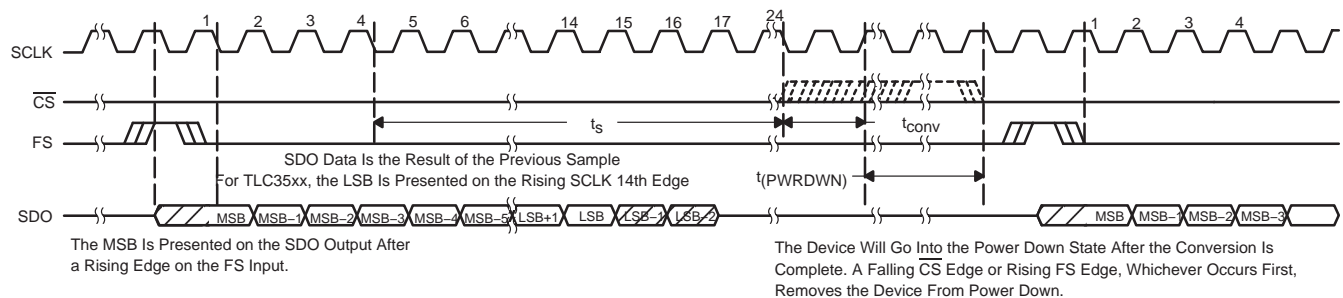 1 2 3 4 5 6 14 15 16 17 24 1 2 3 4
SCLK
CS
FS
ts
tconv
SDO Data Is the Result of the Previous Sample
For TLC35xx, the LSB Is Presented on the Rising SCLK 14th Edge
t(PWRDWN)
SDO
MSB MSB−1 MSB−2 MSB−3 MSB−4 MSB−5 LSB+1 LSB LSB−1 LSB−2 MSB MSB−1 MSB−2 MSB−3
The MSB Is Presented on the SDO Output After
a Rising Edge on the FS Input.
The Device Will Go Into the Power Down State After the Conversion Is
Complete. A Falling CS Edge or Rising FS Edge, Whichever Occurs First,
Removes the Device From Power Down.